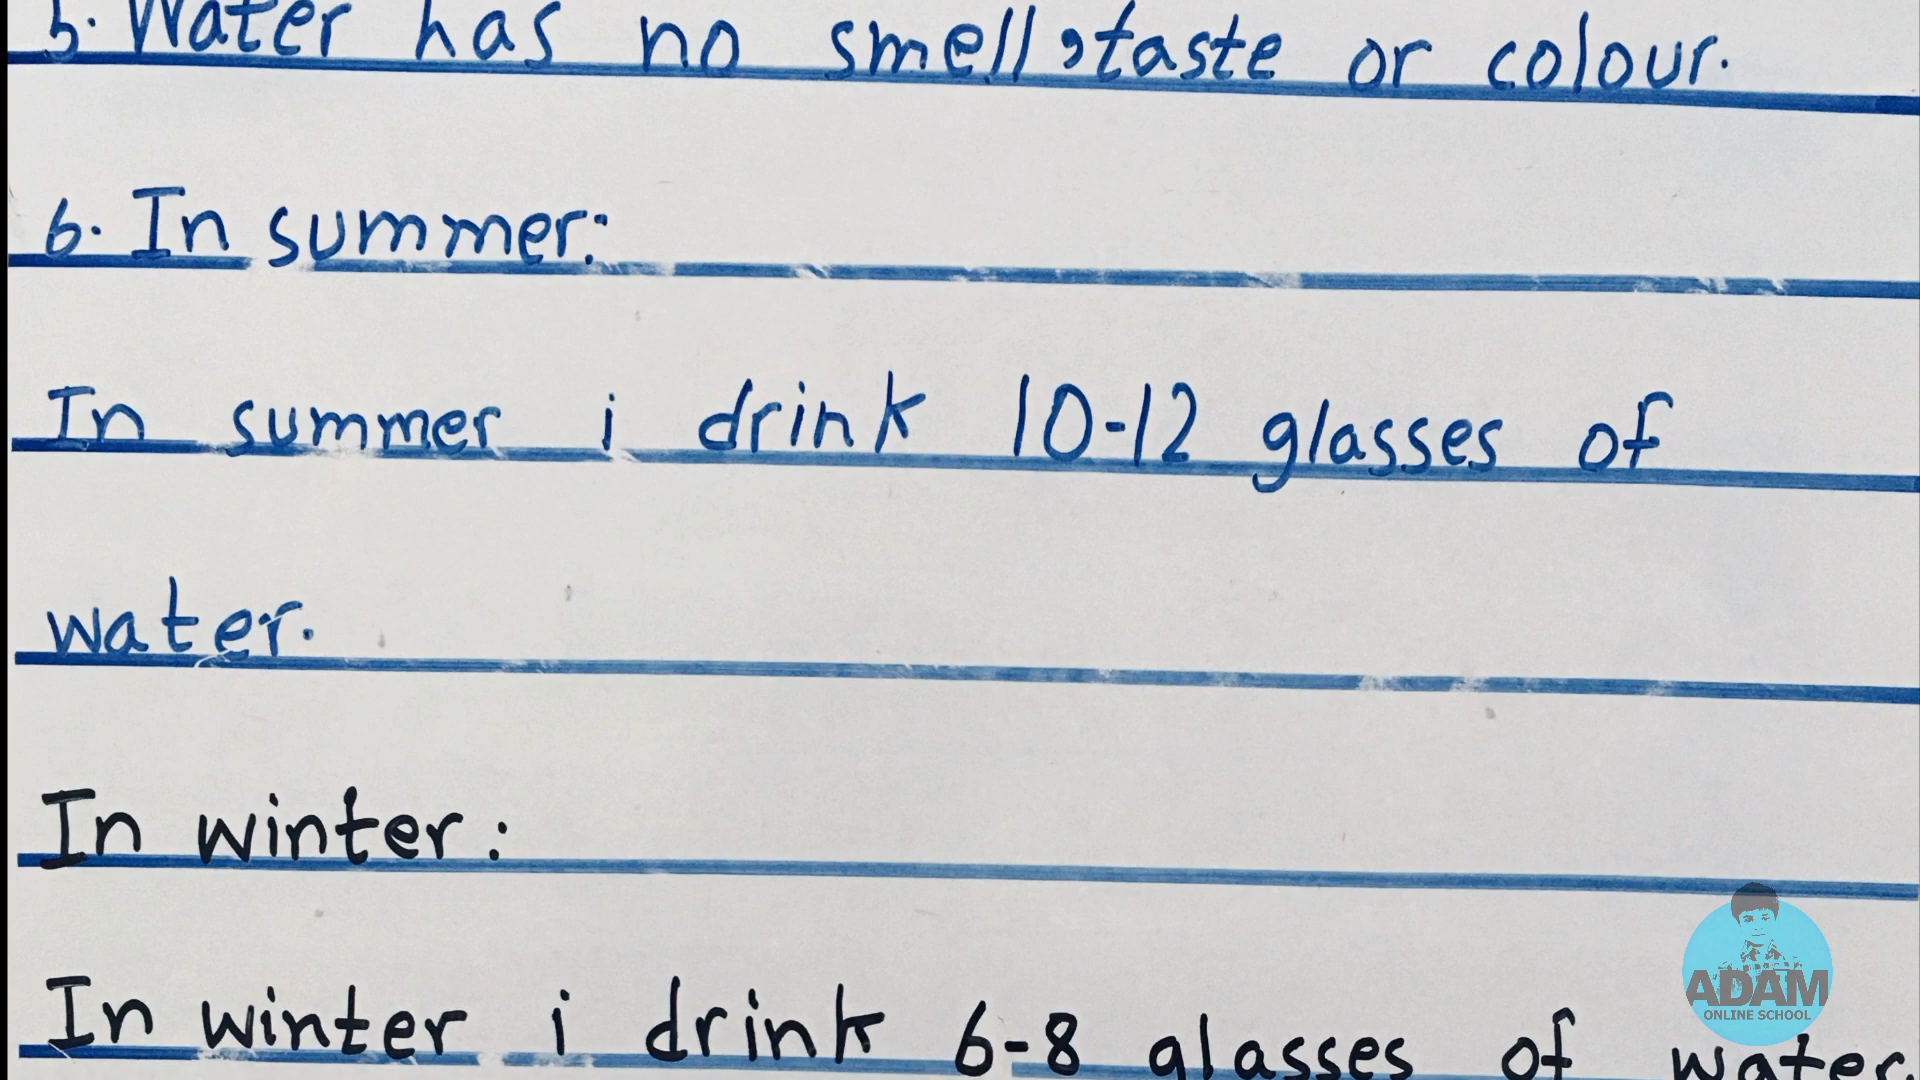 5. Water has no smell, taste or colour.
6. In summer:
In summer i drink 10-12 glasses of
water.
In winter:
In winter i drink 6-8 glasses of water.
ADAM
ONLINE SCHOOL